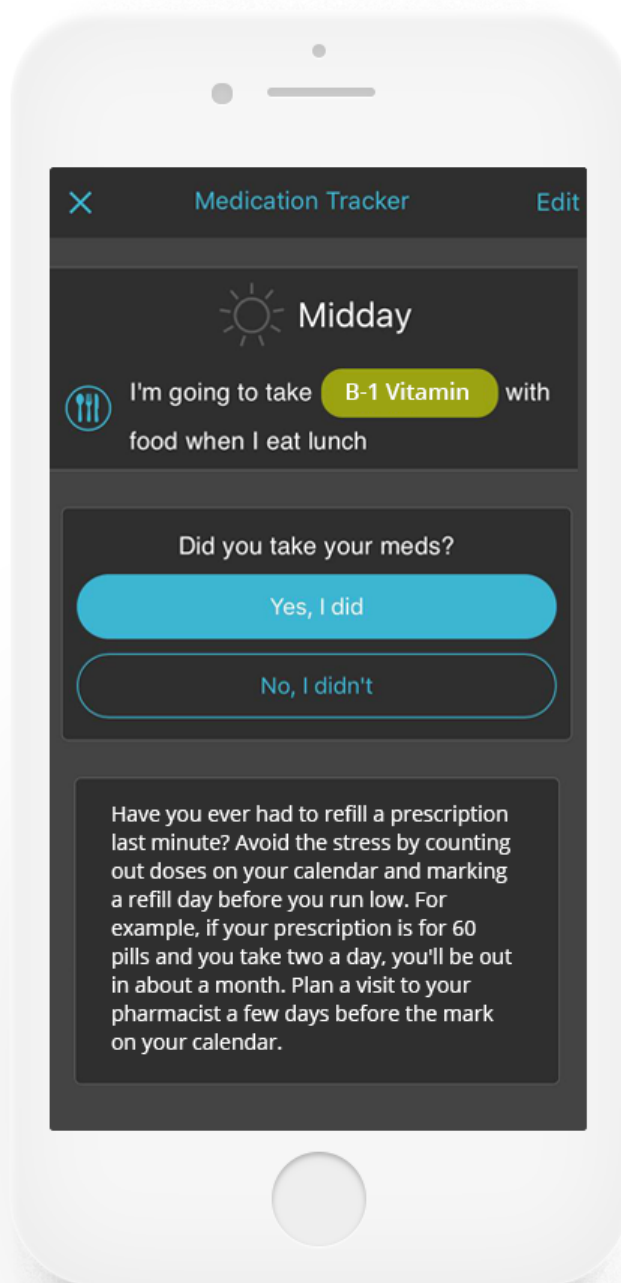 Medication Tracker
Edit
Midday
I'm going to take B-1 Vitamin with
food when I eat lunch
Did you take your meds?
Yes, I did
No, I didn't
Have you ever had to refill a prescription
last minute? Avoid the stress by counting
out doses on your calendar and marking
a refill day before you run low. For
example, if your prescription is for 60
pills and you take two a day, you'll be out
in about a month. Plan a visit to your
pharmacist a few days before the mark
on your calendar.